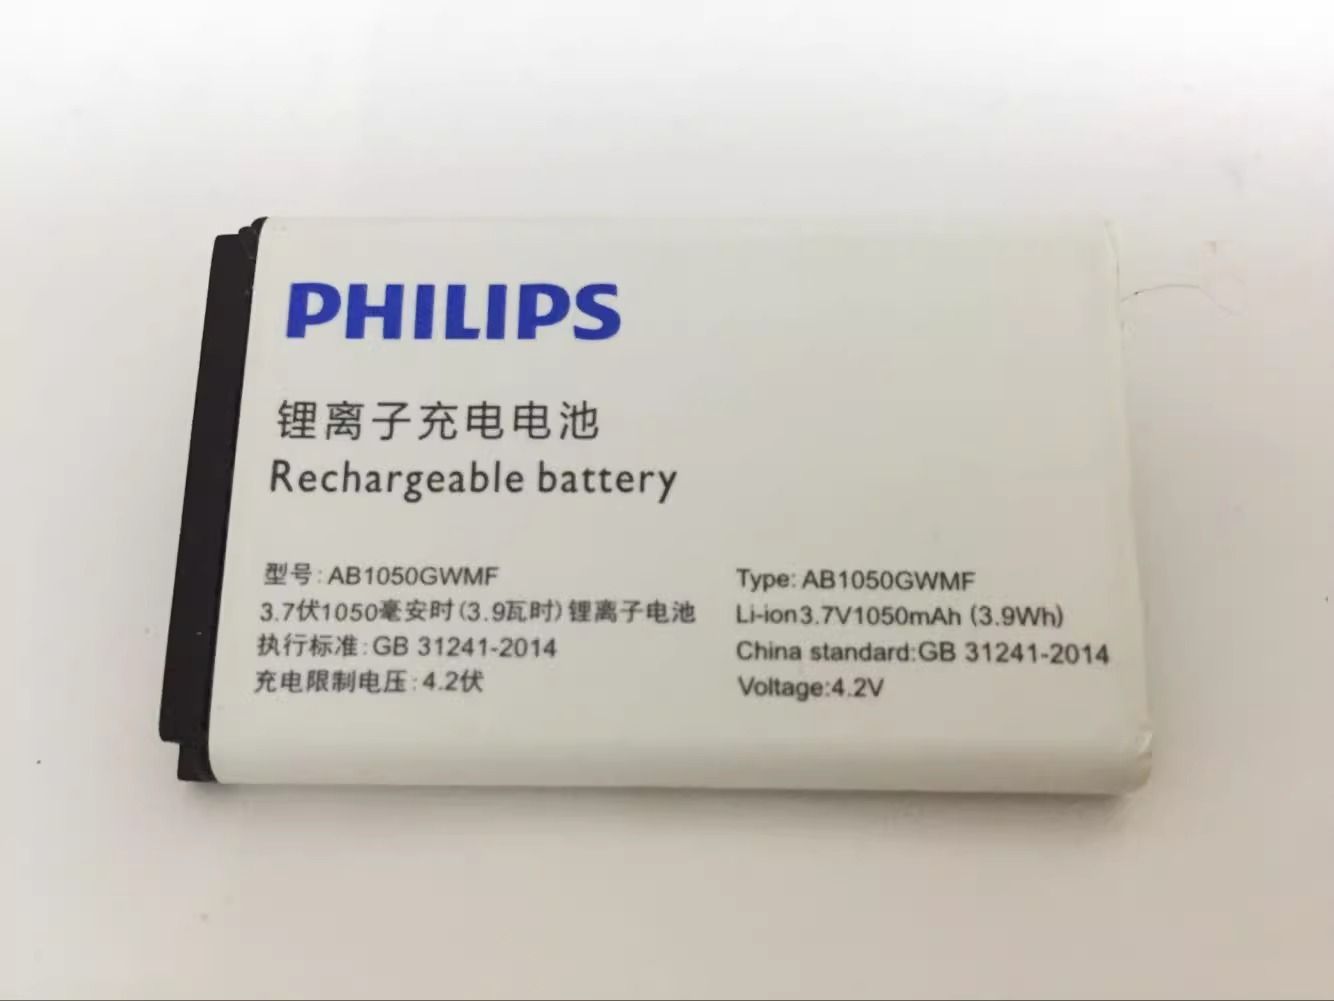 PHILIPS
锂离子充电电池
Rechargeable battery
型号:AB1050GWMF
3.7伏1050毫安时(3.9瓦时)锂离子电池
执行标准:GB 31241-2014
充电限制电压:4.2伏
Type: AB1050GWMF
Li-ion3.7V1050mAh (3.9Wh)
China standard:GB 31241-2014
Voltage:4.2V